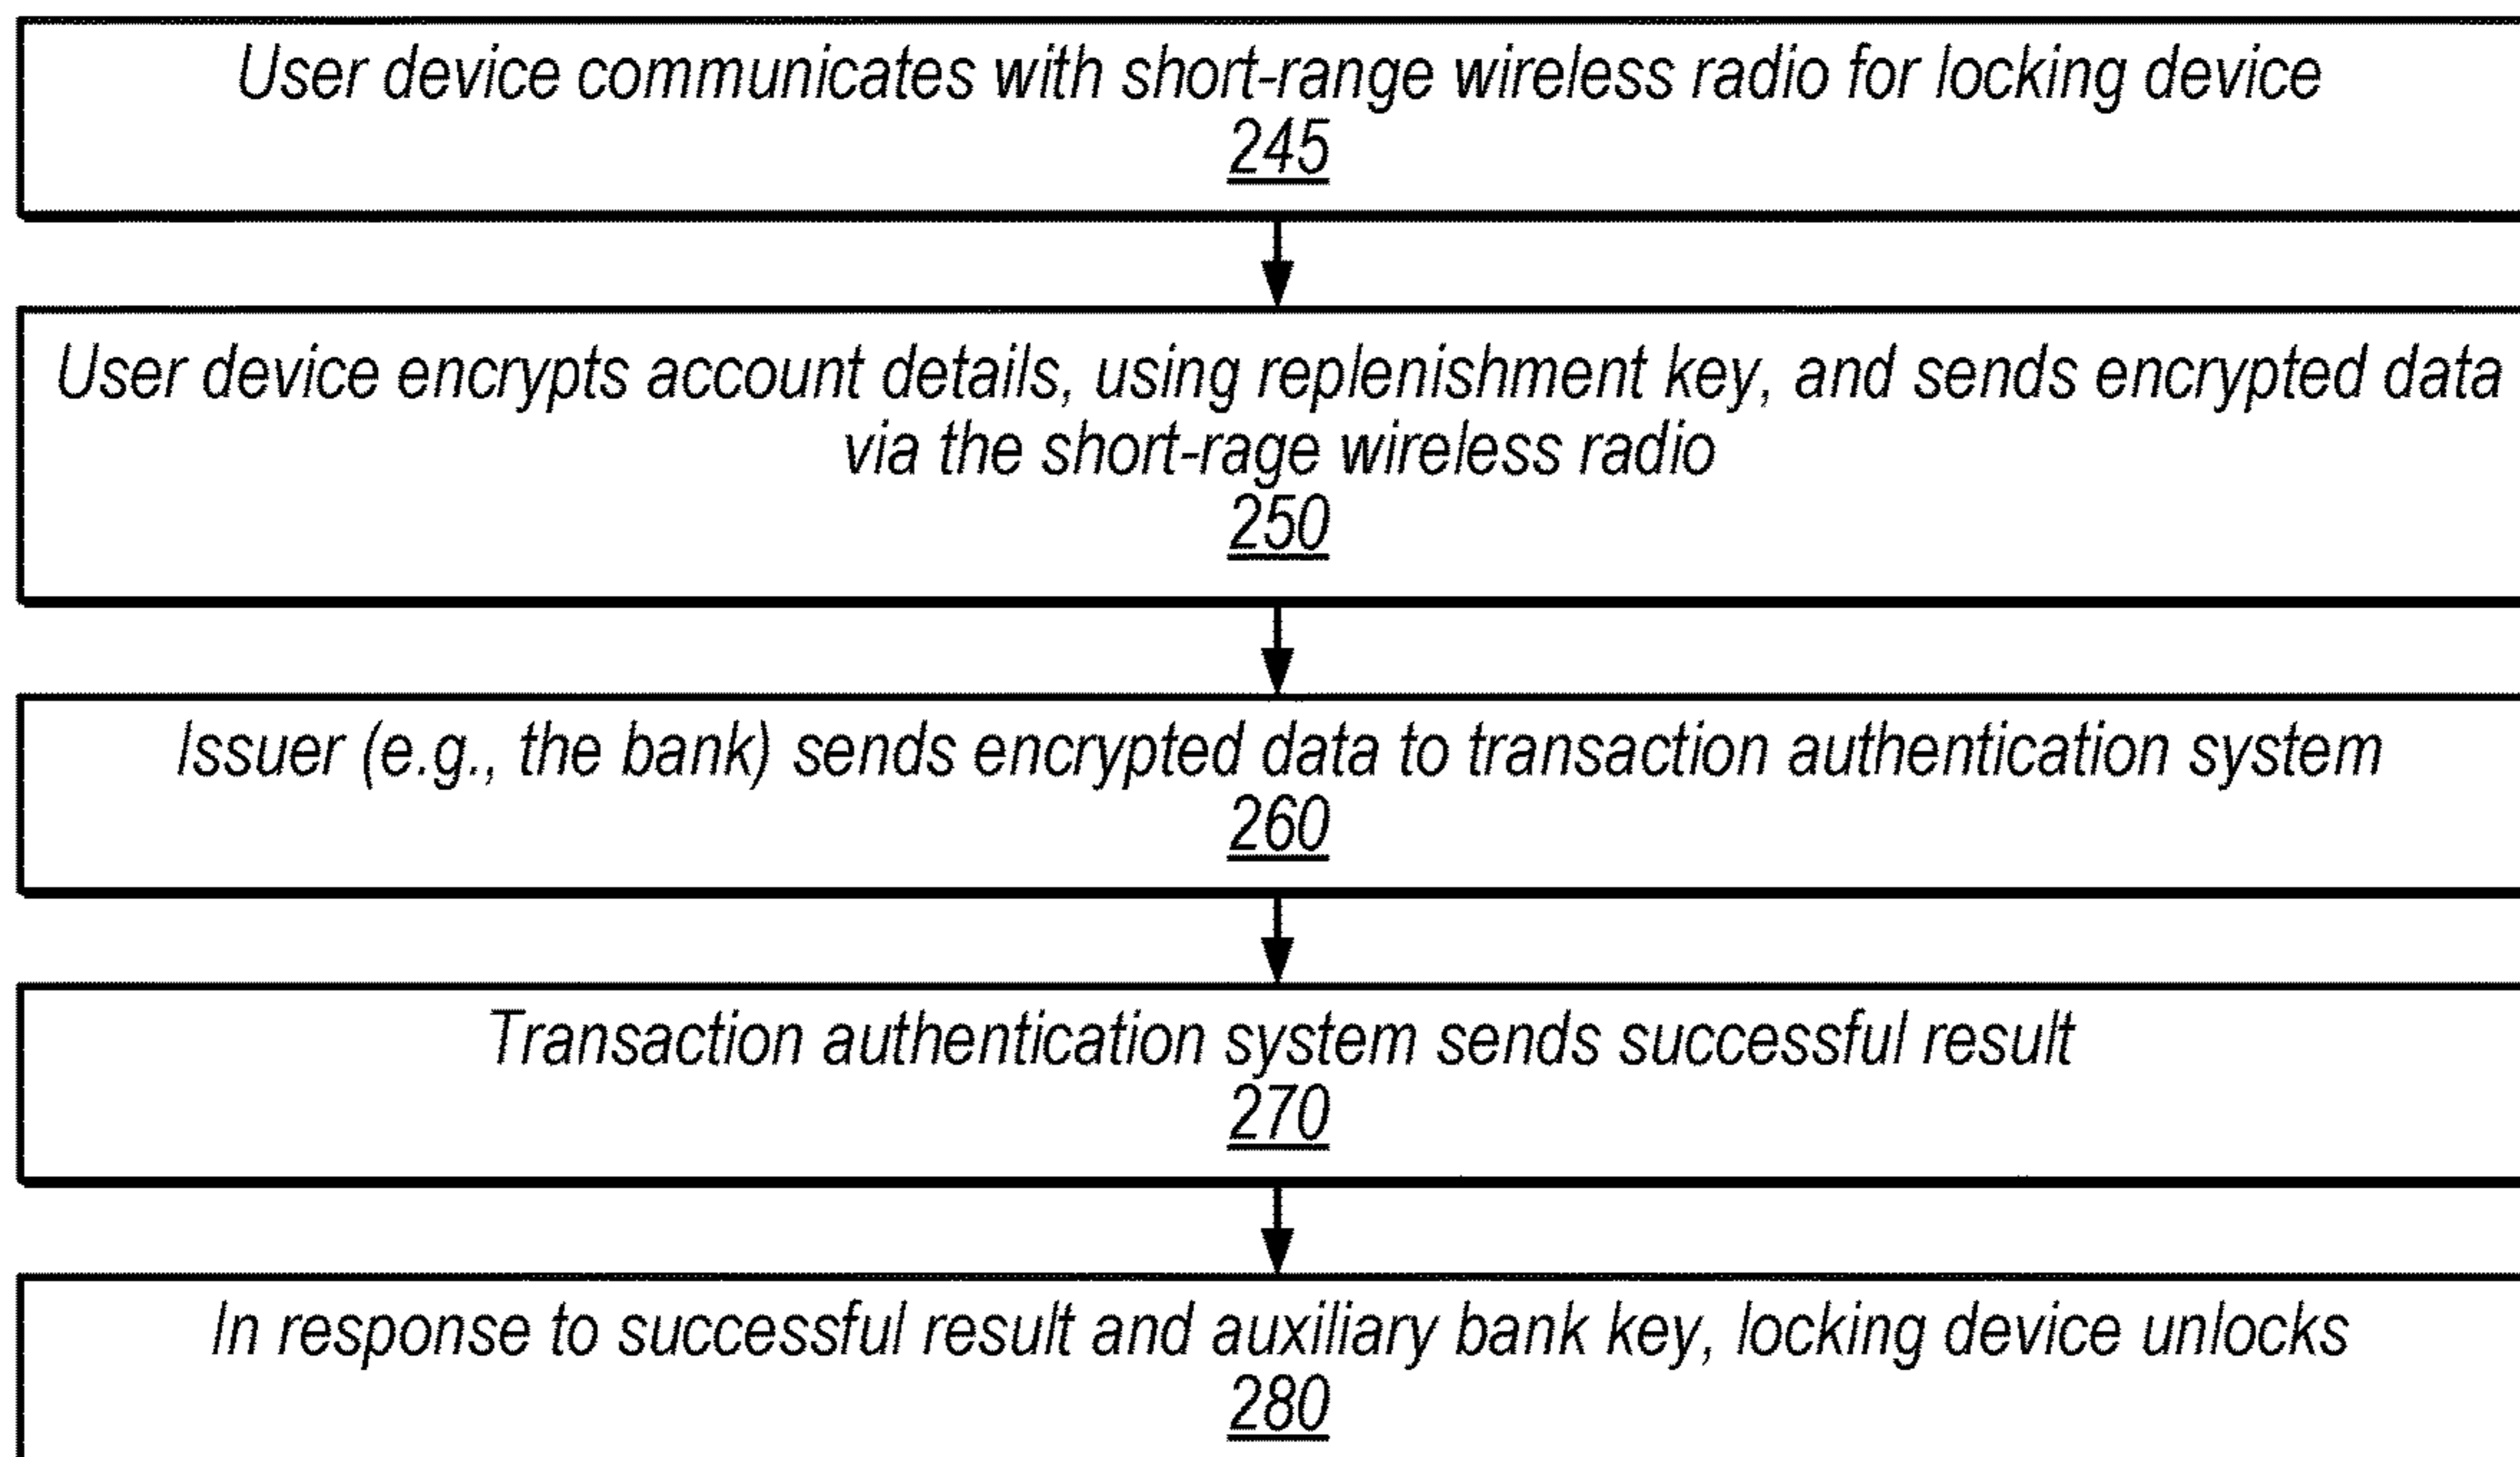 User device communicates with short-range wireless radio for locking device
245
User device encrypts account details, using replenishment key, and sends encrypted data
via the short-rage wireless radio
250
Issuer (e.g., the bank) sends encrypted data to transaction authentication system
260
Transaction authentication system sends successful result
270
In response to successful result and auxiliary bank key, locking device unlocks
280